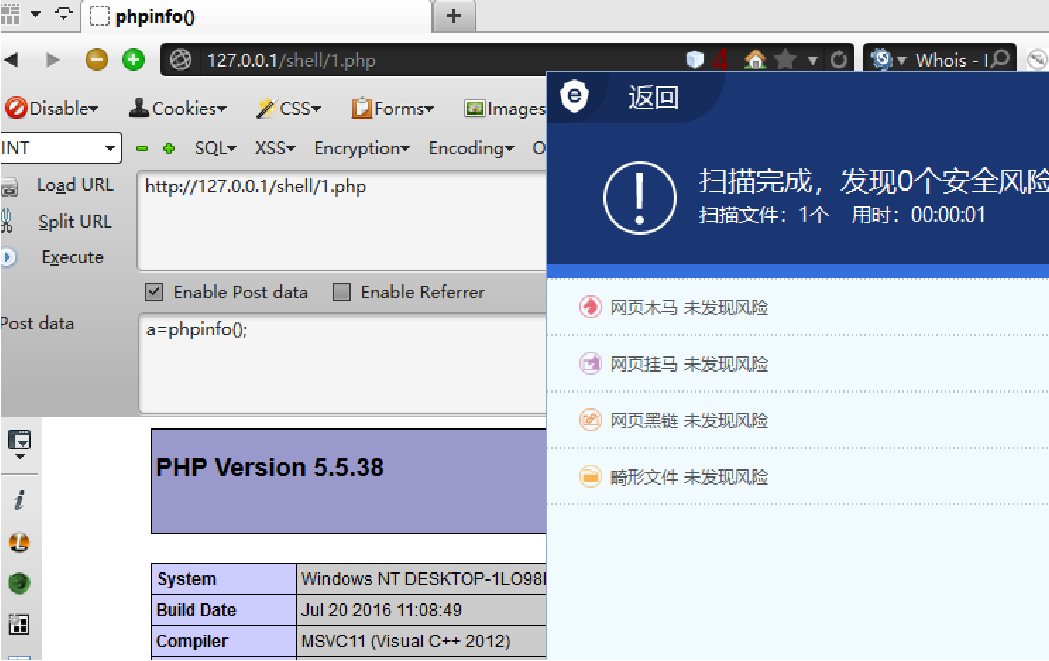 phpinfo()
127.0.0.1/shell/1.php
4
Whois - I
Disable
Cookies
CSS
Forms
Images
INT
SQL
XSS
Encryption
Encoding
O
Load URL
http://127.0.0.1/shell/1.php
Split URL
Execute
Enable Post data
Enable Referrer
Post data
a=phpinfo();
PHP Version 5.5.38
System
Windows NT DESKTOP-1LO98
Build Date
Jul 20 2016 11:08:49
Compiler
MSVC11 (Visual C++ 2012)
返回
扫描完成，发现0个安全风险
扫描文件：1个 用时：00:00:01
网页木马 未发现风险
网页挂马 未发现风险
网页黑链 未发现风险
畸形文件 未发现风险